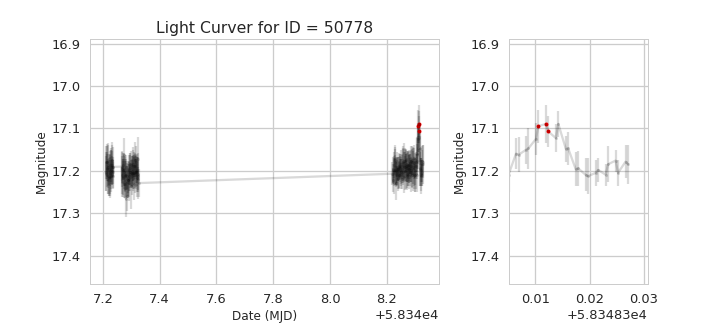 Light Curver for ID = 50778
Magnitude
16.9
17.0
17.1
17.2
17.3
17.4
7.2 7.4 7.6 7.8 8.0 8.2
Date (MJD)
+5.834e4
Magnitude
16.9
17.0
17.1
17.2
17.3
17.4
0.01 0.02 0.03
+5.83483e4